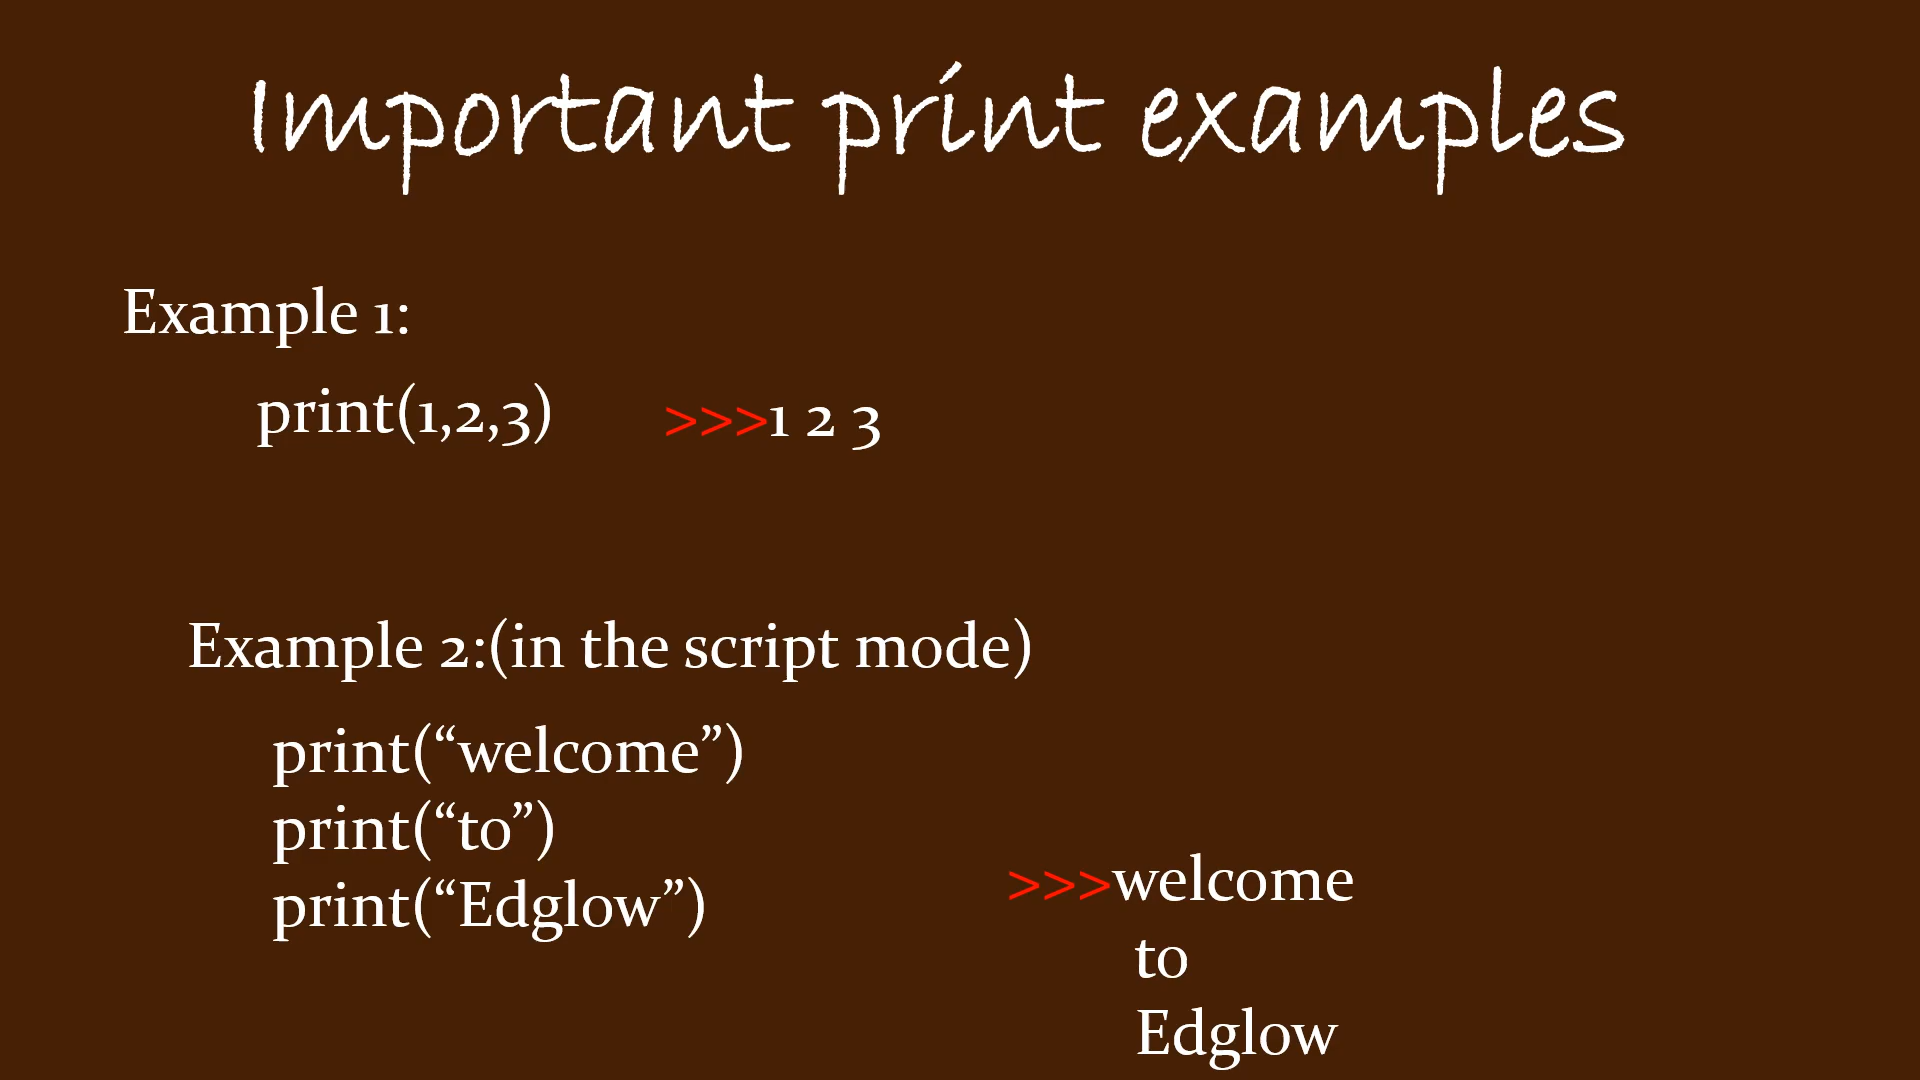 Important print examples
Example 1:
print(1,2,3) >>>1 2 3
Example 2:(in the script mode)
print(“welcome”)
print(“to”)
print(“Edglow”)
>>>welcome
to
Edglow